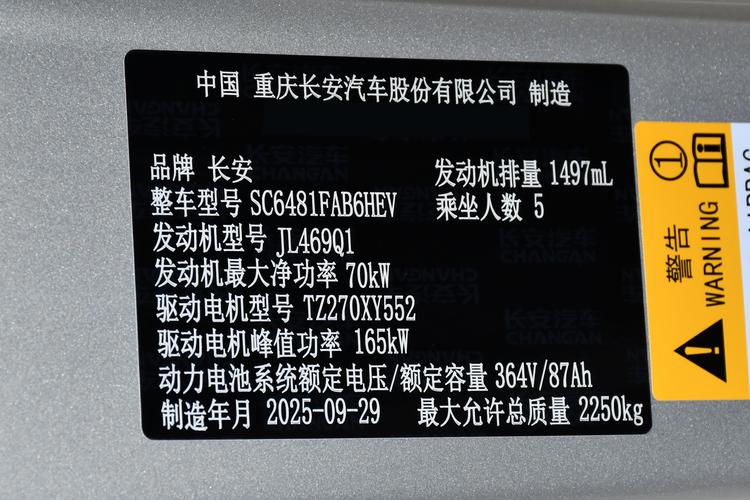 中国 重庆长安汽车股份有限公司 制造
品牌 长安 发动机排量 1497mL
整车型号 SC6481FAB6HEV 乘坐人数 5
发动机型号 JL469Q1
发动机最大净功率 70kW
驱动电机型号 TZ270XY552
驱动电机峰值功率 165kW
动力电池系统额定电压/额定容量 364V/87Ah
制造年月 2025-09-29 最大允许总质量 2250kg
警告
WARNING